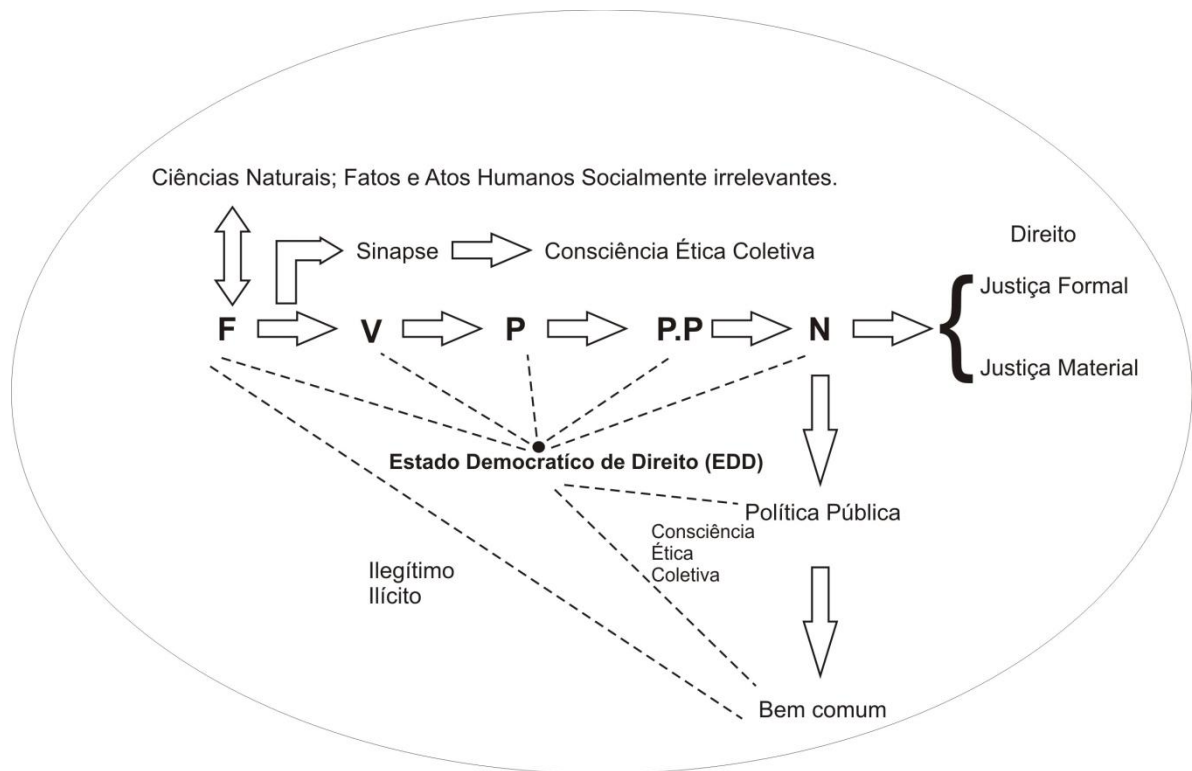 Ciências Naturais; Fatos e Atos Humanos Socialmente irrelevantes.
Direito
Sinapse
Consciência Ética Coletiva
Justiça Formal
F
V
P
P.P
N
{
Justiça Material
Estado Democratíco de Direito (EDD)
Política Pública
Consciência
Ética
Coletiva
Ilegítimo
Ilícito
Bem comum